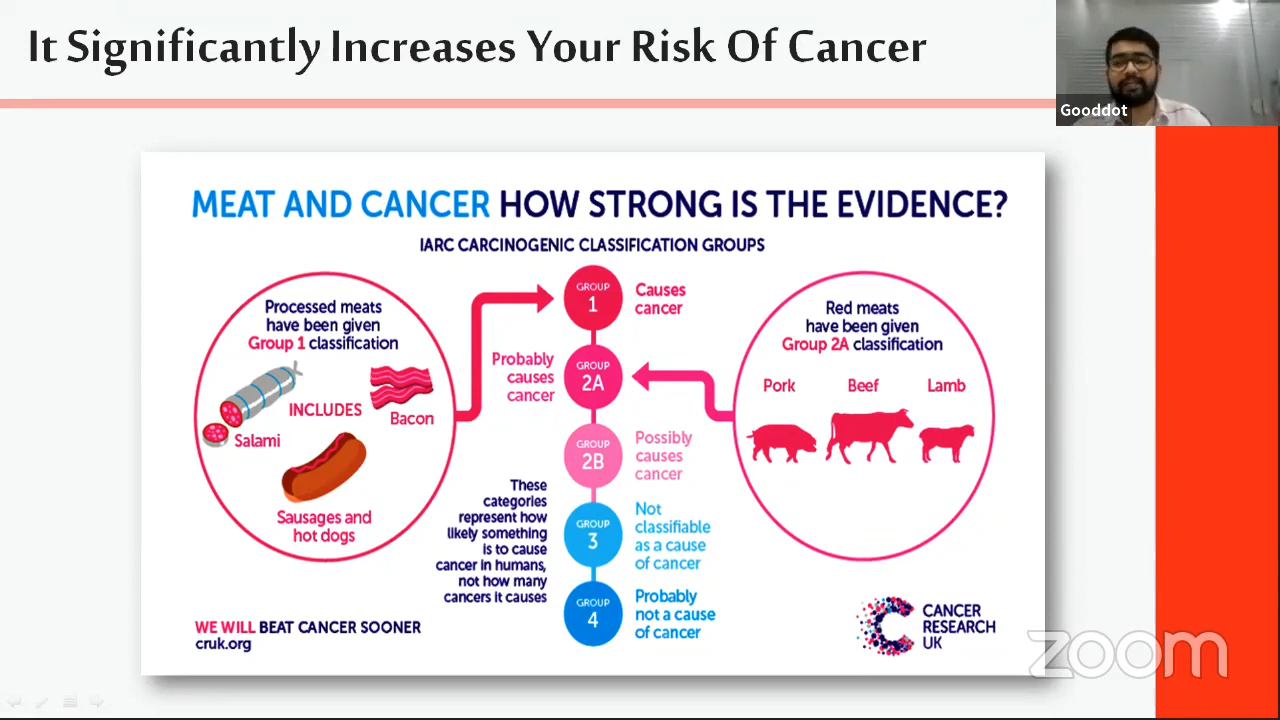 It Significantly Increases Your Risk Of Cancer
Gooddot
MEAT AND CANCER HOW STRONG IS THE EVIDENCE?
IARC CARCINOGENIC CLASSIFICATION GROUPS
Processed meats
have been given
Group 1 classification
INCLUDES
Bacon
Salami
Sausages and
hot dogs
GROUP
1
Causes
cancer
Probably
causes
cancer
GROUP
2A
GROUP
2B
Possibly
causes
cancer
These
categories
represent how
likely something
is to cause
cancer in humans,
not how many
cancers it causes
GROUP
3
Not
classifiable
as a cause
of cancer
GROUP
4
Probably
not a cause
of cancer
Red meats
have been given
Group 2A classification
Pork
Beef
Lamb
WE WILL BEAT CANCER SOONER
cruk.org
CANCER
RESEARCH
UK
zoom